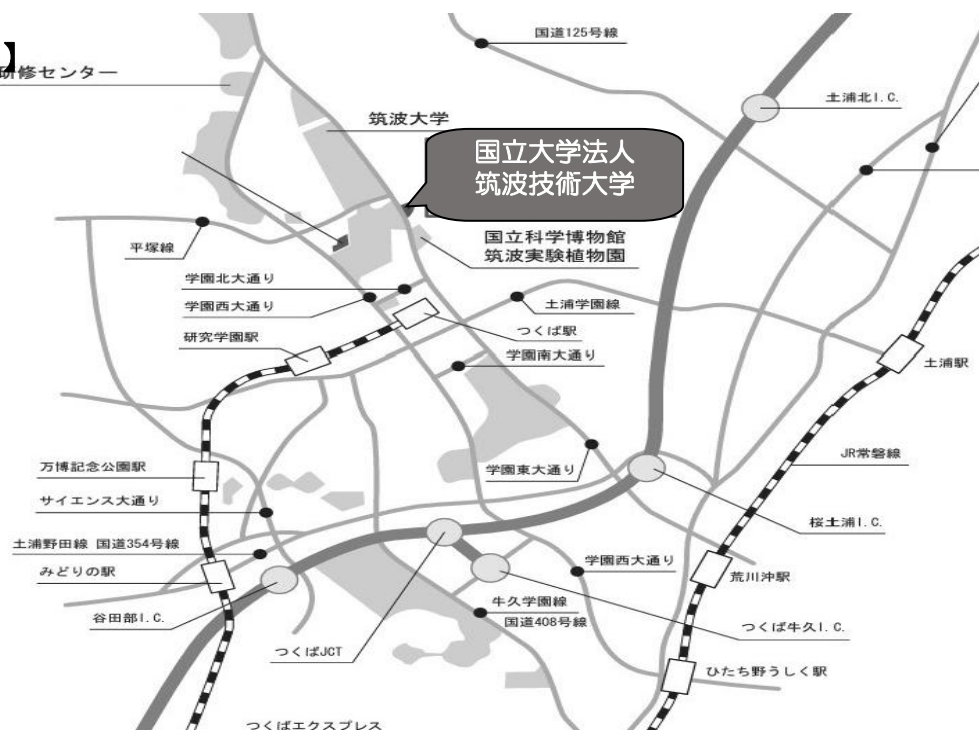 】
研修センター
国道125号線
土浦北I.C.
筑波大学
国立大学法人
筑波技術大学
国立科学博物館
筑波実験植物園
平塚線
学園北大通り
学園西大通り
土浦学園線
研究学園駅
つくば駅
学園南大通り
土浦駅
万博記念公園駅
学園東大通り
JR常磐線
サイエンス大通り
桜土浦I.C.
土浦野田線 国道354号線
みどりの駅
学園西大通り
荒川沖駅
牛久学園線
国道408号線
谷田部I.C.
つくば牛久I.C.
つくばJCT
ひたち野うしく駅
つくばエクスプレス